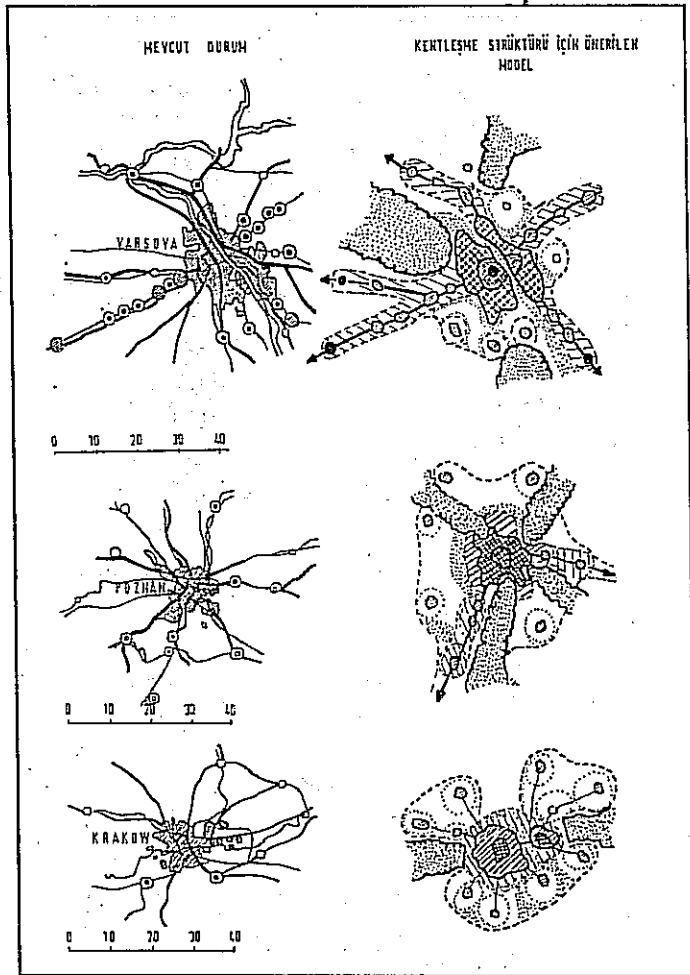 MEVCUT DURUM
KENTLEŞME STRÜKTÜRÜ İÇİN ÖNERİLEN
MODEL
VARŞOVA
0 10 20 30 40
POZNAN
0 10 20 30 40
KRAKOW
0 10 20 30 40